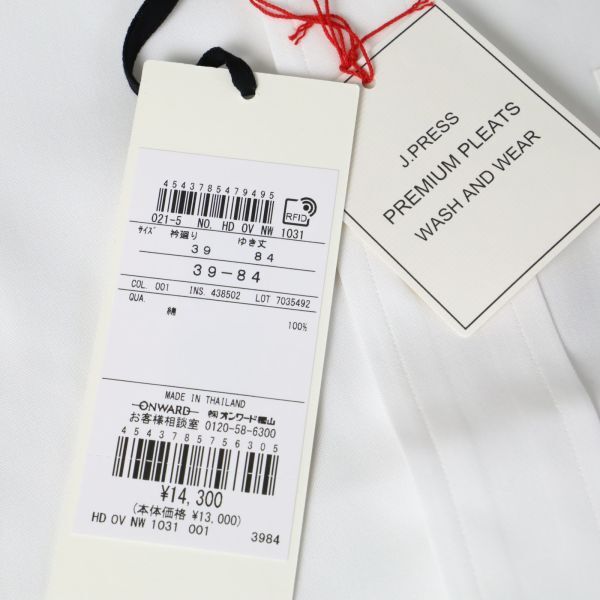 4543785479495
RFID
021-5 NO. HD OV NW 1031
ｻｲｽﾞ 衿廻り ゆき丈
39 84
39-84
COL. 001 INS. 438502 LOT 7035492
QUA.
綿 100%
MADE IN THAILAND
ONWARD ㈱オンワード樫山
お客様相談室 0120-58-6300
4543785756305
¥14,300
(本体価格 ¥13,000)
HD OV NW 1031 001
3984
J.PRESS
PREMIUM PLEATS
WASH AND WEAR